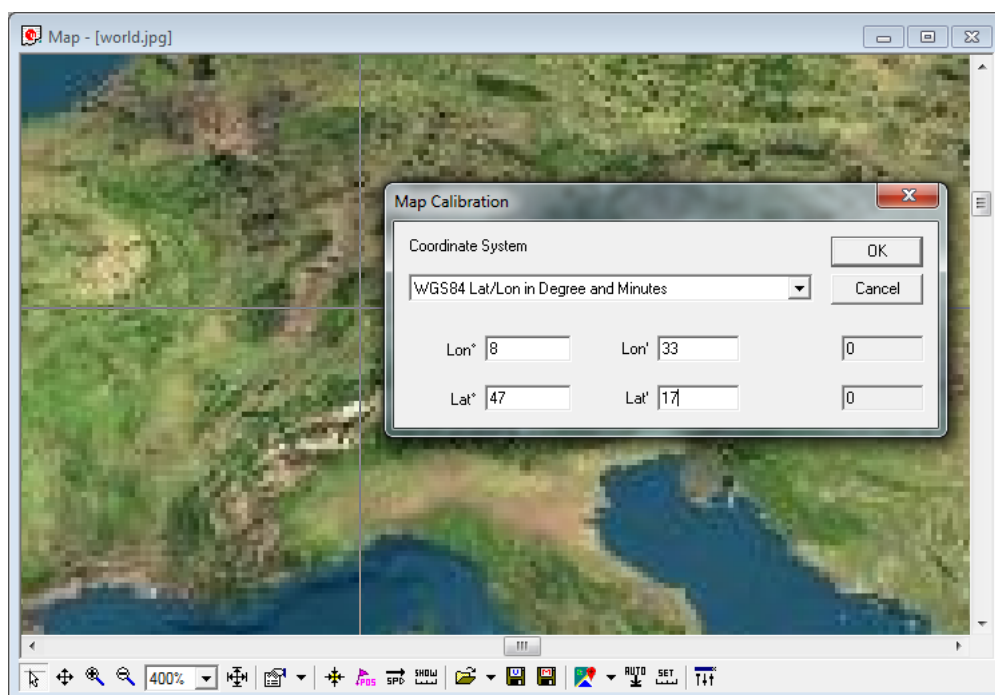 Map - [world.jpg]
Map Calibration
Coordinate System
OK
WGS84 Lat/Lon in Degree and Minutes
Cancel
Lon° 8 Lon' 33 0
Lat° 47 Lat' 17 0
400% POS SPD SHOW AUTO SET